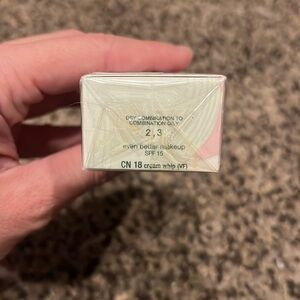 DRY COMBINATION TO
COMBINATION OILY
2,3
even better makeup
SPF 15
CN 18 cream whip (VF)